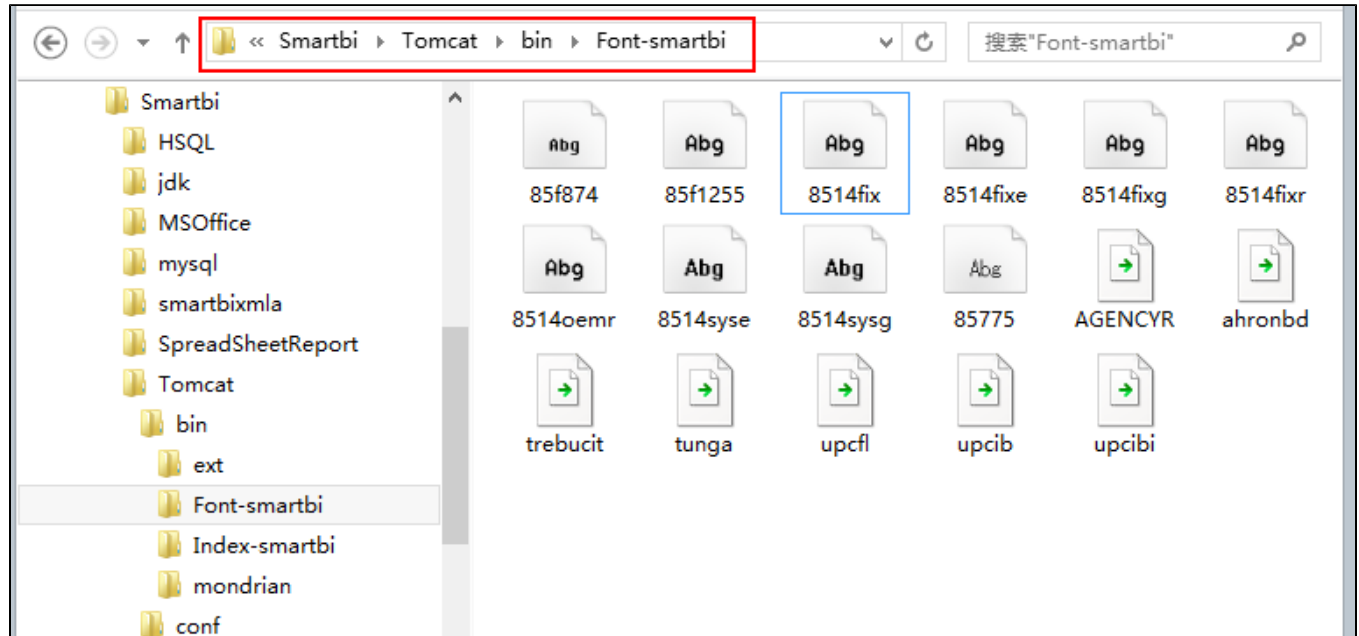 « Smartbi ▸ Tomcat ▸ bin ▸ Font-smartbi 搜索"Font-smartbi"
Smartbi
HSQL
jdk
MSOffice
mysql
smartbixmla
SpreadSheetReport
Tomcat
bin
ext
Font-smartbi
Index-smartbi
mondrian
conf
Abg Abg Abg Abg Abg Abg
85f874 85f1255 8514fix 8514fixe 8514fixg 8514fixr
Abg Abg Abg Abg
8514oemr 8514syse 8514sysg 85775 AGENCYR ahronbd
trebucit tunga upcfl upcib upcibi